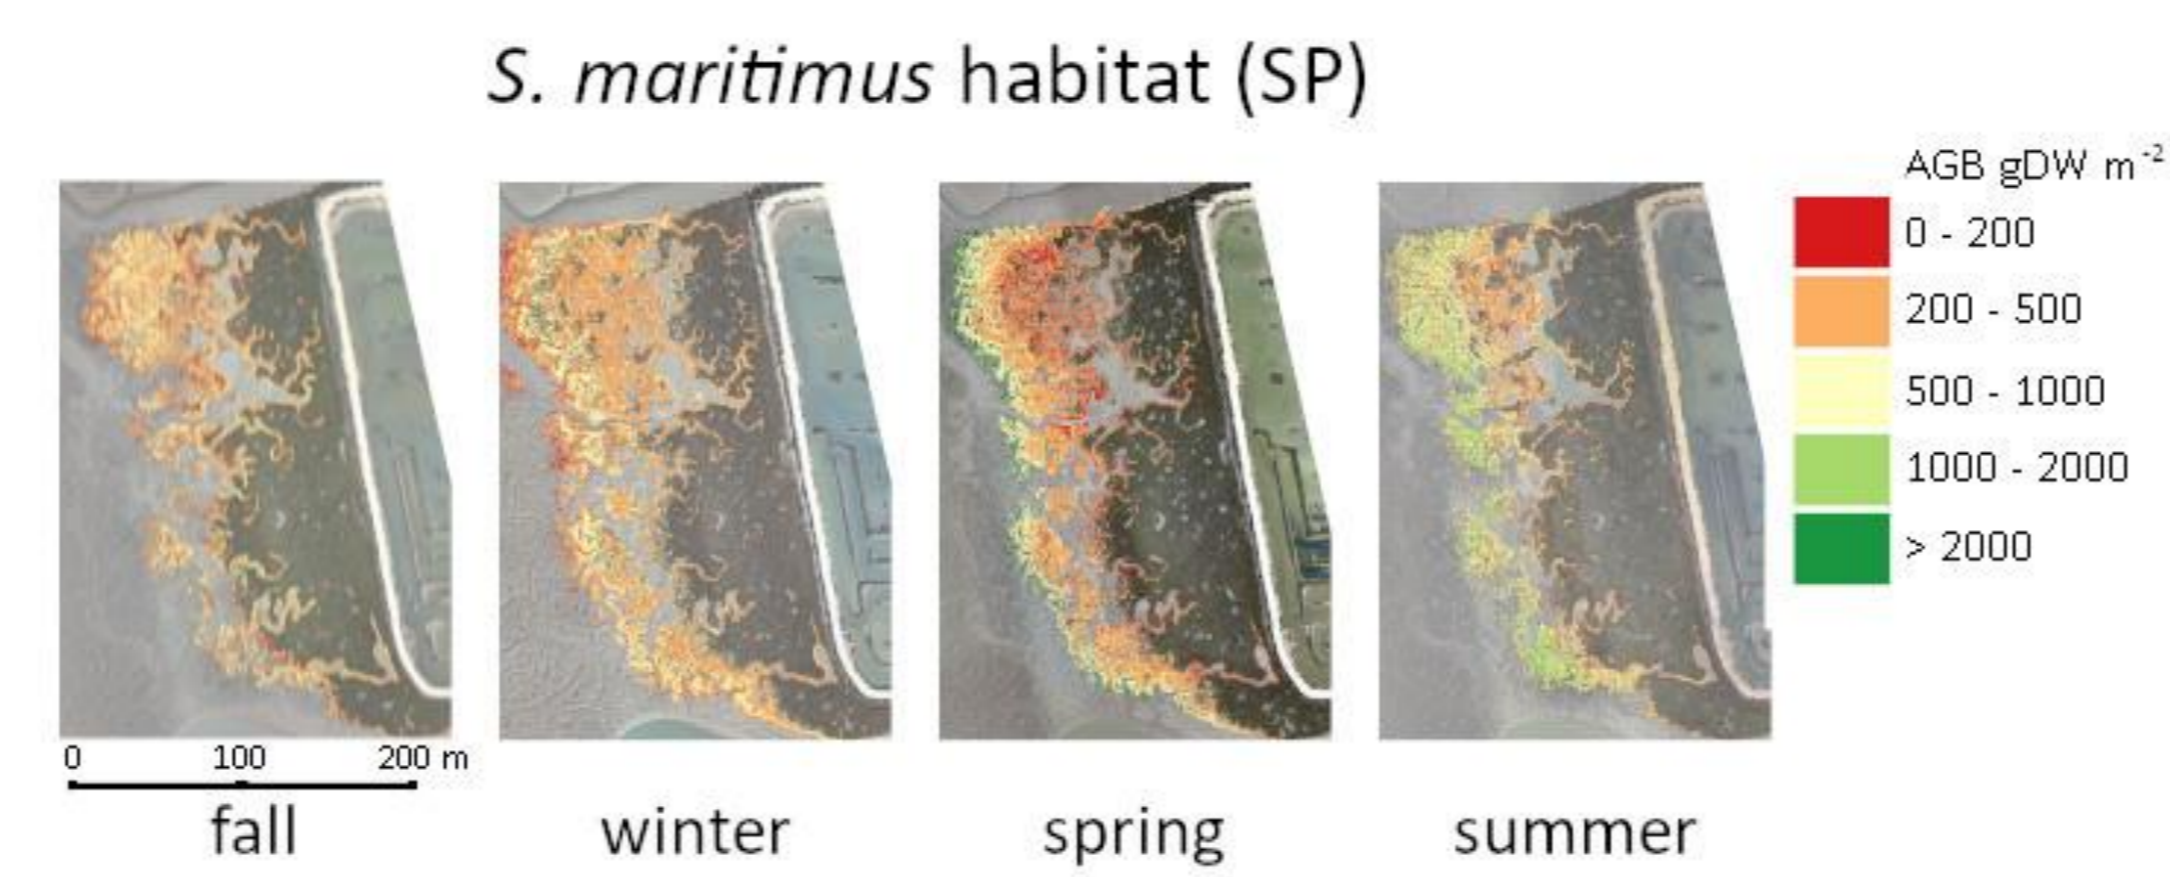 S. maritimus habitat (SP)
AGB gDW m⁻²
0 - 200
200 - 500
500 - 1000
1000 - 2000
> 2000
0 100 200 m
fall winter spring summer